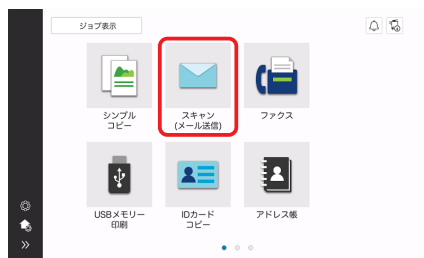 ジョブ表示
シンプル
コピー
スキャン
(メール送信)
ファクス
USBメモリー
印刷
IDカード
コピー
アドレス帳